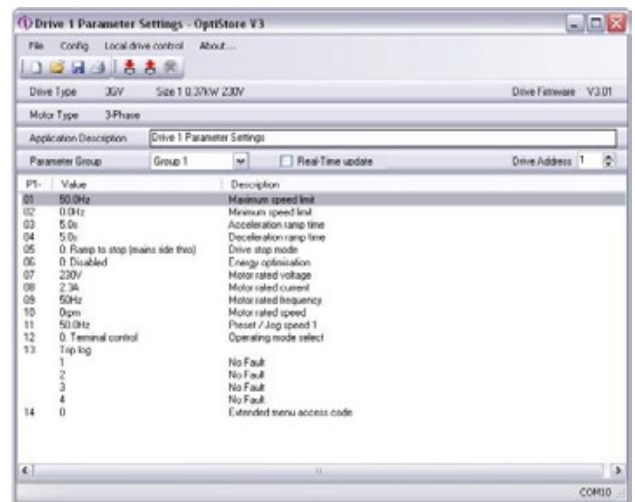 Drive 1 Parameter Settings - OptiStore V3
File Config Local drive control About...
Drive Type 3GV Size 1 0.37kW 230V Drive Firmware V3.01
Motor Type 3-Phase
Application Description Drive 1 Parameter Settings
Parameter Group Group 1 Real-Time update Drive Address 1
P1- Value Description
01 50.0Hz Maximum speed limit
02 0.0Hz Minimum speed limit
03 5.0s Acceleration ramp time
04 5.0s Deceleration ramp time
05 0: Ramp to stop (mains ride thro) Drive stop mode
06 0: Disabled Energy optimisation
07 230V Motor rated voltage
08 2.3A Motor rated current
09 50Hz Motor rated frequency
10 0rpm Motor rated speed
11 50.0Hz Preset / Jog speed 1
12 0: Terminal control Operating mode select
13 Trip log
1 No Fault
2 No Fault
3 No Fault
4 No Fault
14 0 Extended menu access code
COM10